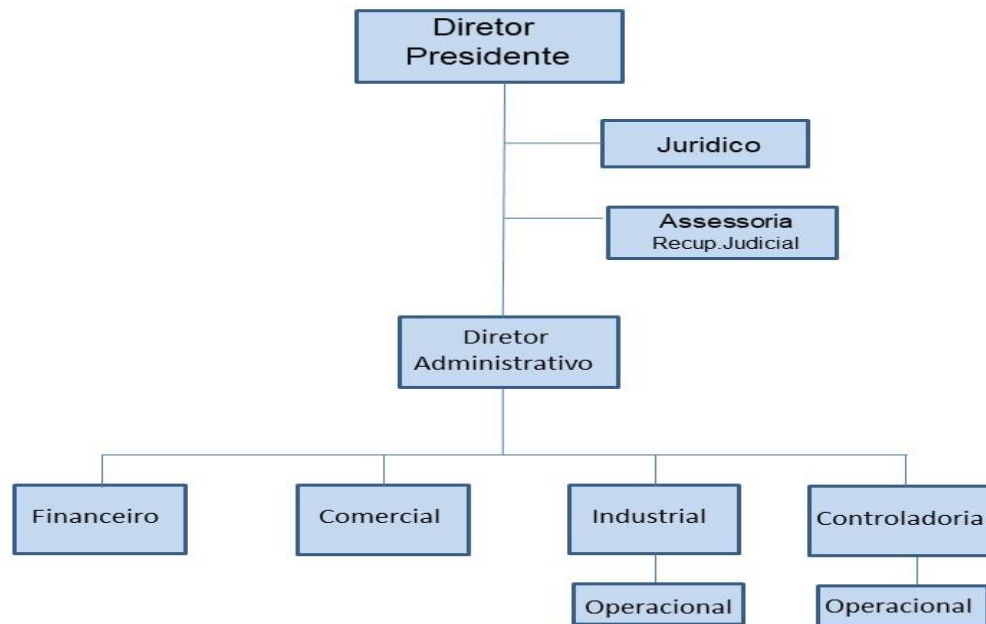 Diretor
Presidente
Juridico
Assessoria
Recup.Judicial
Diretor
Administrativo
Financeiro
Comercial
Industrial
Controladoria
Operacional
Operacional